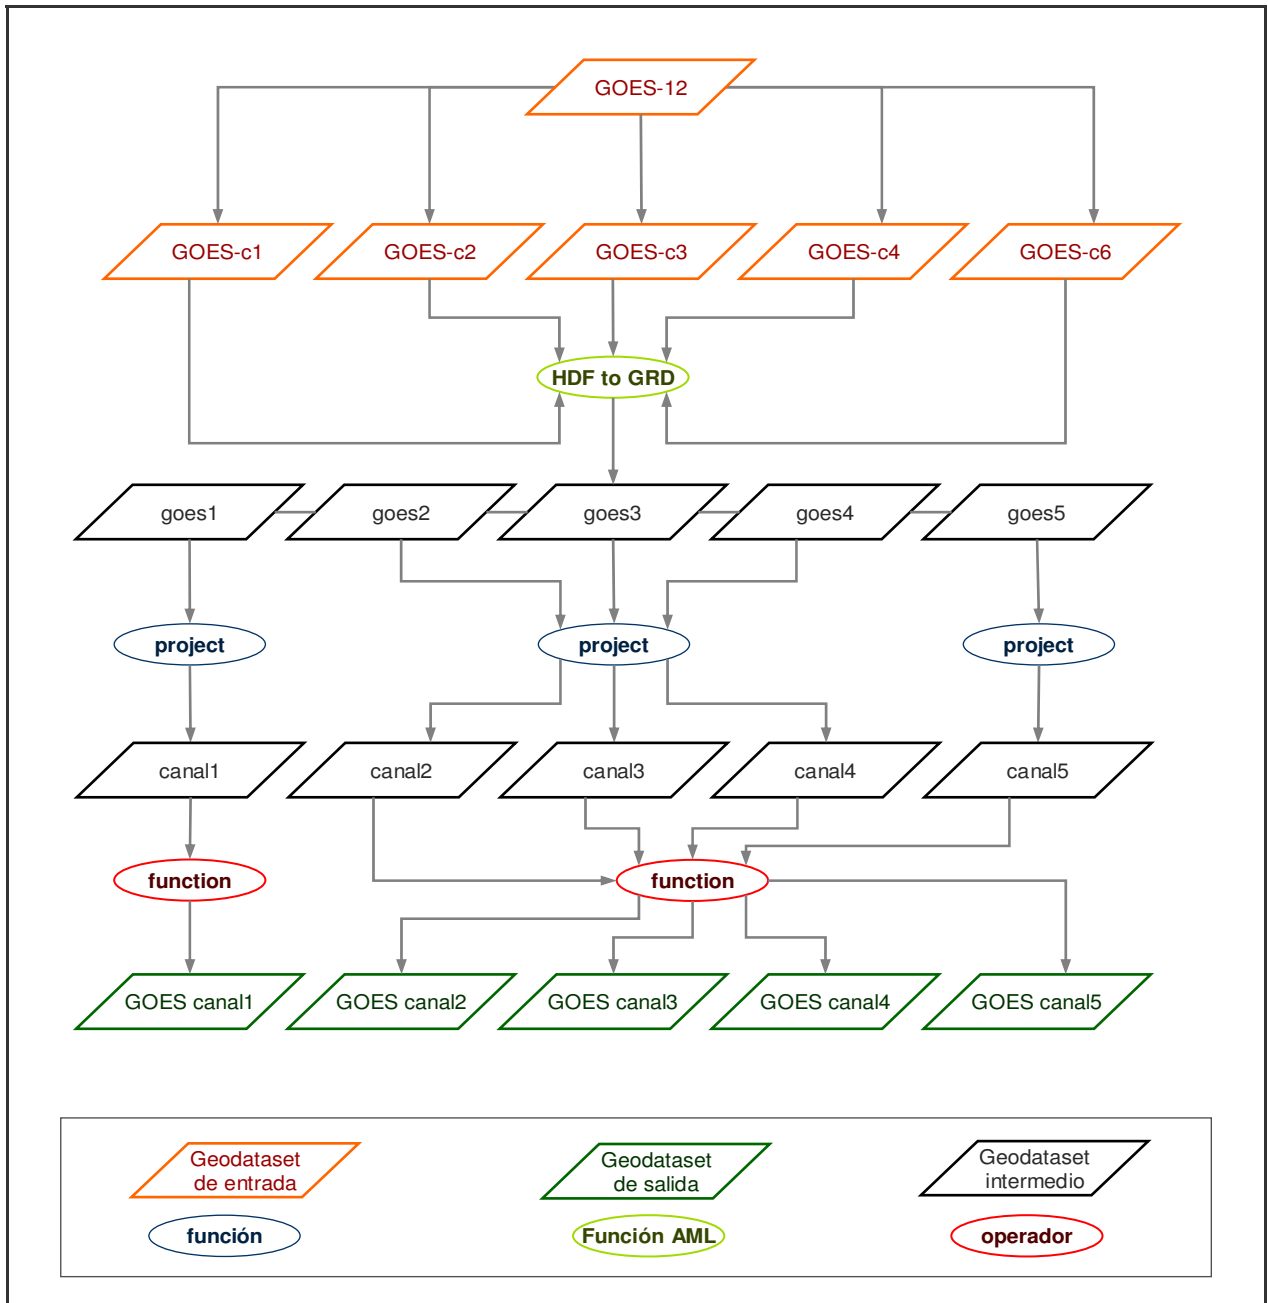 GOES-12
GOES-c1
GOES-c2
GOES-c3
GOES-c4
GOES-c6
HDF to GRD
goes1
goes2
goes3
goes4
goes5
project
project
project
canal1
canal2
canal3
canal4
canal5
function
function
GOES canal1
GOES canal2
GOES canal3
GOES canal4
GOES canal5
Geodataset
de entrada
Geodataset
de salida
Geodataset
intermedio
función
Función AML
operador